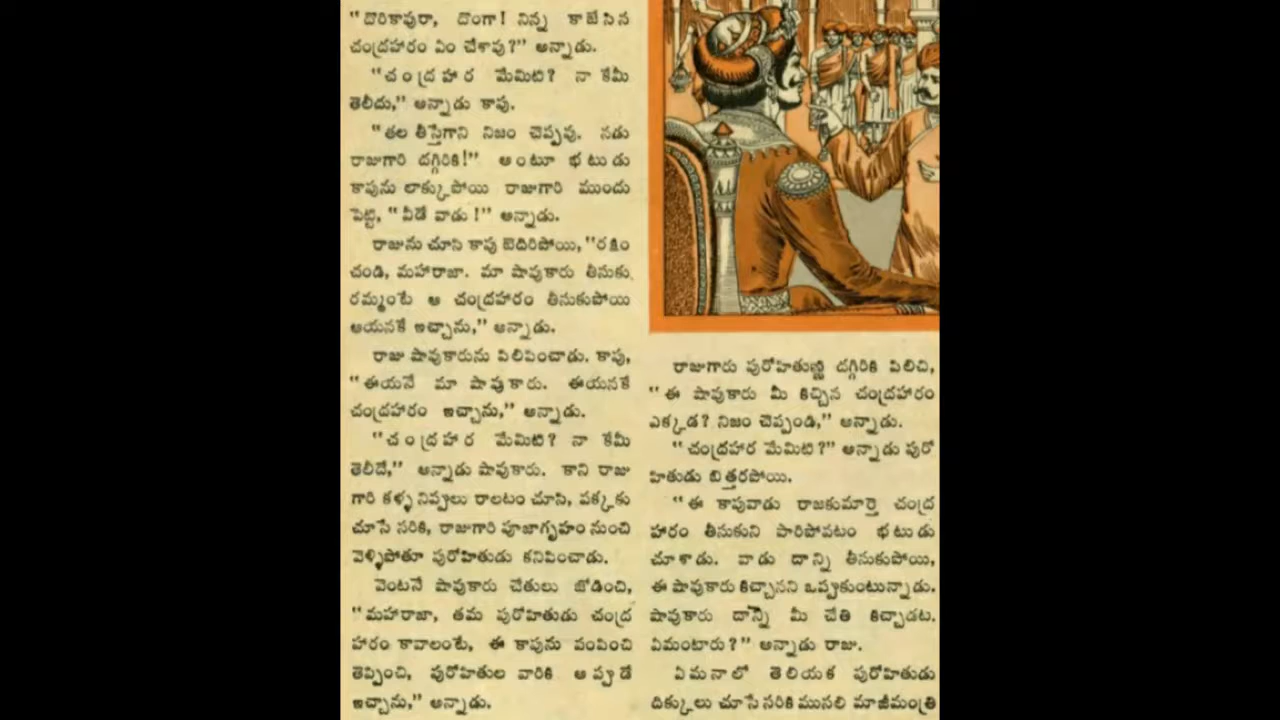 “దొరికావురా, దొంగా! నిన్న కాజేసిన
చంద్రహారం ఏం చేశావు?” అన్నాడు.
“చంద్రహార మేమిటి? నా కేమీ
తెలీదు,” అన్నాడు కాపు.
“తల తీస్తేగాని నిజం చెప్పవు. నడు
రాజుగారి దగ్గిరికి!” అంటూ భటుడు
కాపును లాక్కుపోయి రాజుగారి ముందు
పెట్టి, “వీడే వాడు!” అన్నాడు.
రాజును చూసి కాపు బెదిరిపోయి, “రక్షిం
చండి, మహారాజా. మా షావుకారు తీసుకు
రమ్మంటే ఆ చంద్రహారం తీసుకుపోయి
ఆయనకే ఇచ్చాను,” అన్నాడు.
రాజు షావుకారును పిలిపించాడు. కాపు,
“ఈయనే మా షావుకారు. ఈయనకే
చంద్రహారం ఇచ్చాను,” అన్నాడు.
“చంద్రహార మేమిటి? నా కేమీ
తెలీదే,” అన్నాడు షావుకారు. కాని రాజు
గారి కళ్ళ నిప్పులు రాలటం చూసి, పక్కకు
చూసే సరికి, రాజుగారి పూజాగృహం నుంచి
వెళ్ళిపోతూ పురోహితుడు కనిపించాడు.
వెంటనే షావుకారు చేతులు జోడించి,
“మహారాజా, తమ పురోహితుడు చంద్ర
హారం కావాలంటే, ఈ కాపును పంపించి
తెప్పించి, పురోహితుల వారికి అప్పుడే
ఇచ్చాను,” అన్నాడు.
రాజుగారు పురోహితుణ్ణి దగ్గిరికి పిలిచి,
“ఈ షావుకారు మీ కిచ్చిన చంద్రహారం
ఎక్కడ? నిజం చెప్పండి,” అన్నాడు.
“చంద్రహార మేమిటి?” అన్నాడు పురో
హితుడు బిత్తరపోయి.
“ఈ కాపువాడు రాజకుమార్తె చంద్ర
హారం తీసుకుని పారిపోవటం భటుడు
చూశాడు. వాడు దాన్ని తీసుకుపోయి,
ఈ షావుకారు కిచ్చానని ఒప్పుకుంటున్నాడు.
షావుకారు దాన్నీ మీ చేతి కిచ్చాడట.
ఏమంటారు?” అన్నాడు రాజు.
ఏమనాలో తెలియక పురోహితుడు
దిక్కులు చూసే సరికి ముసలి మాజీమంత్రి